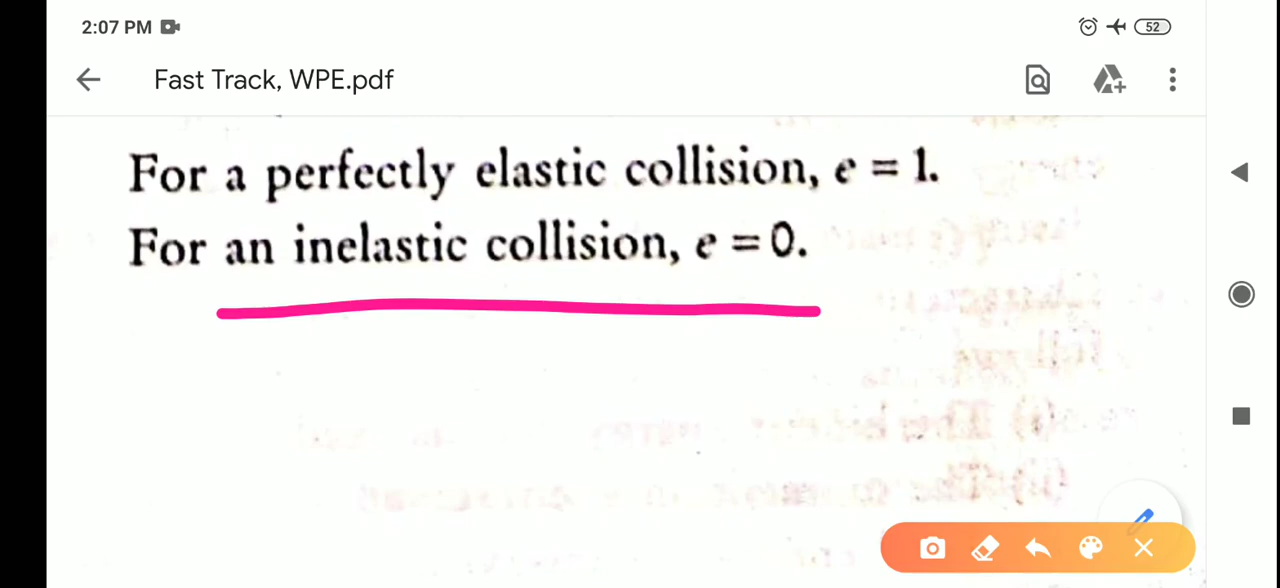 2:07 PM
52
Fast Track, WPE.pdf
For a perfectly elastic collision, e = 1.
For an inelastic collision, e = 0.